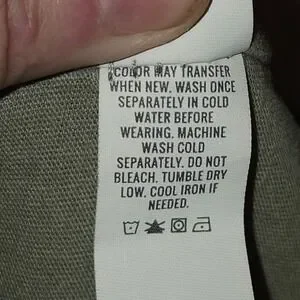 COLOR MAY TRANSFER
WHEN NEW. WASH ONCE
SEPARATELY IN COLD
WATER BEFORE
WEARING. MACHINE
WASH COLD
SEPARATELY. DO NOT
BLEACH. TUMBLE DRY
LOW. COOL IRON IF
NEEDED.